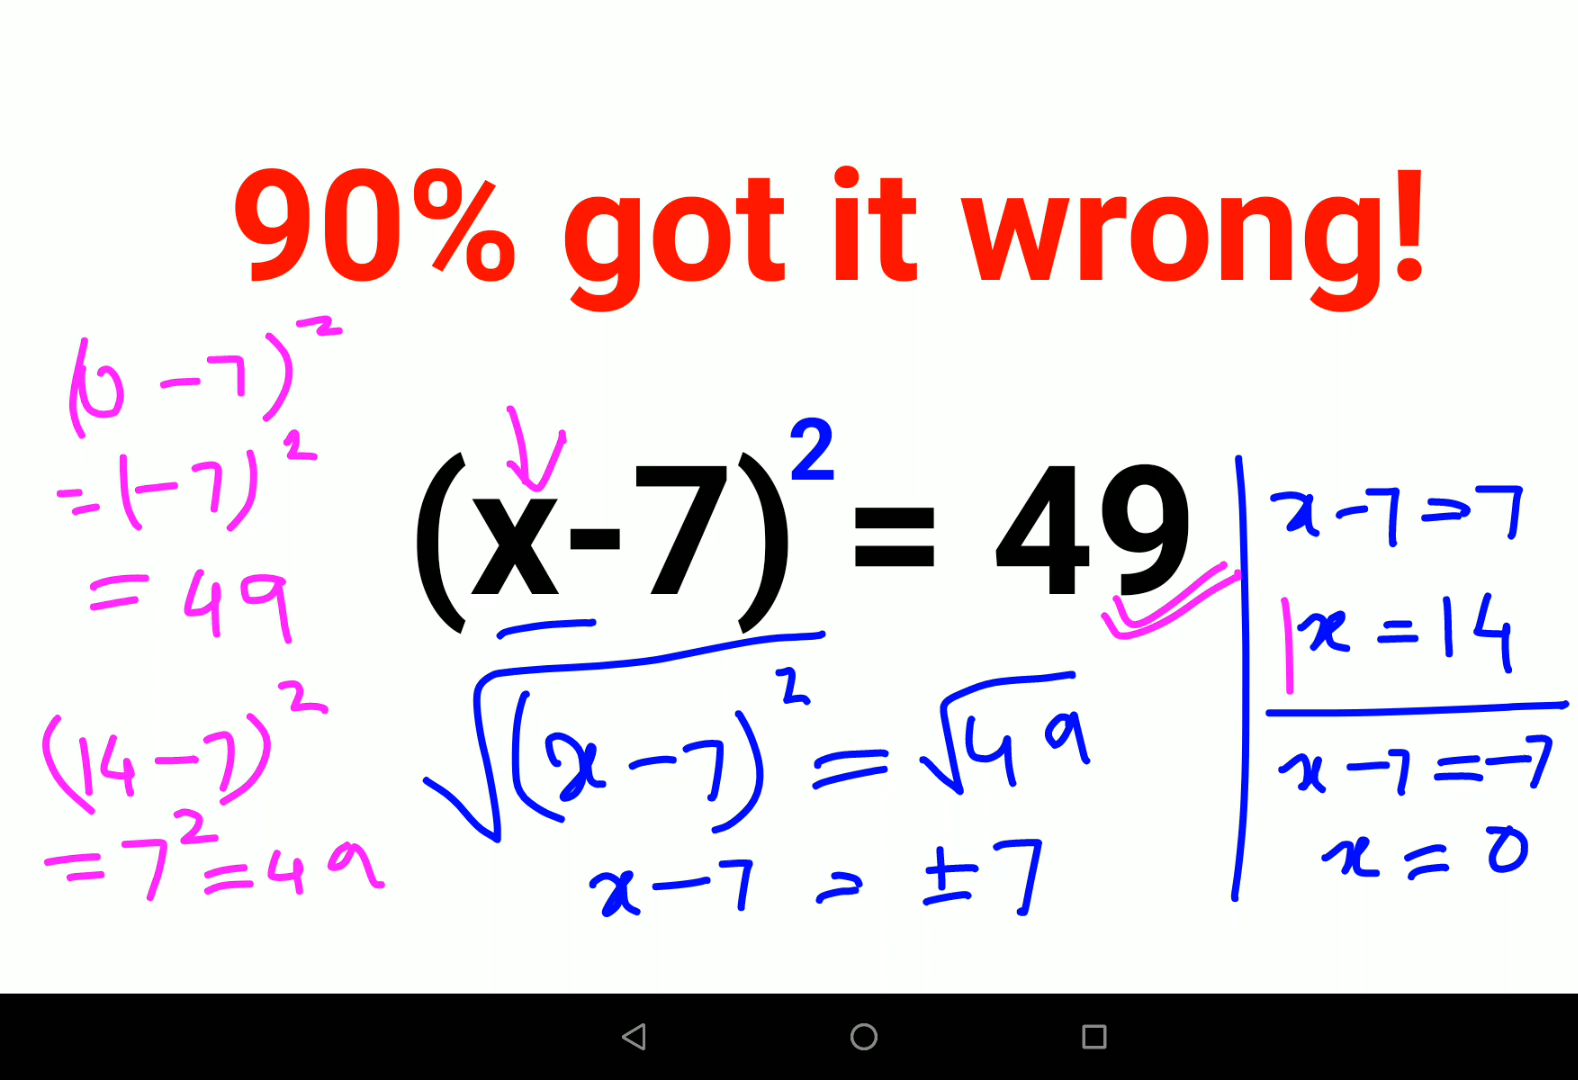 90% got it wrong!
(0-7)²
=(-7)²
= 49
(14-7)²
= 7² = 49
(x-7)² = 49
√(x-7)² = √49
x-7 = ±7
x-7=7
x=14
x-7=-7
x=0